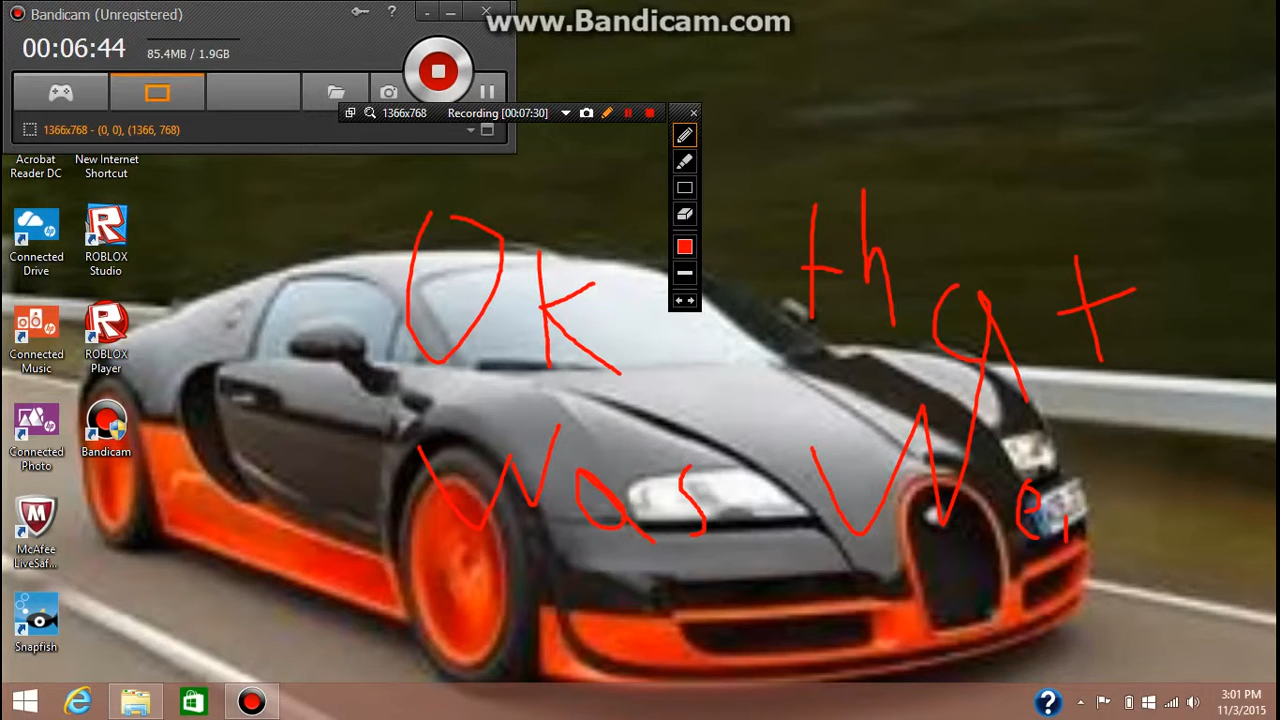 Bandicam (Unregistered)
www.Bandicam.com
00:06:44
85.4MB / 1.9GB
1366x768
Recording [00:07:30]
1366x768 - (0, 0), (1366, 768)
Acrobat Reader DC
New Internet Shortcut
Connected Drive
ROBLOX Studio
Connected Music
ROBLOX Player
Connected Photo
Bandicam
McAfee LiveSaf...
Snapfish
Ok that
was We,
3:01 PM
11/3/2015